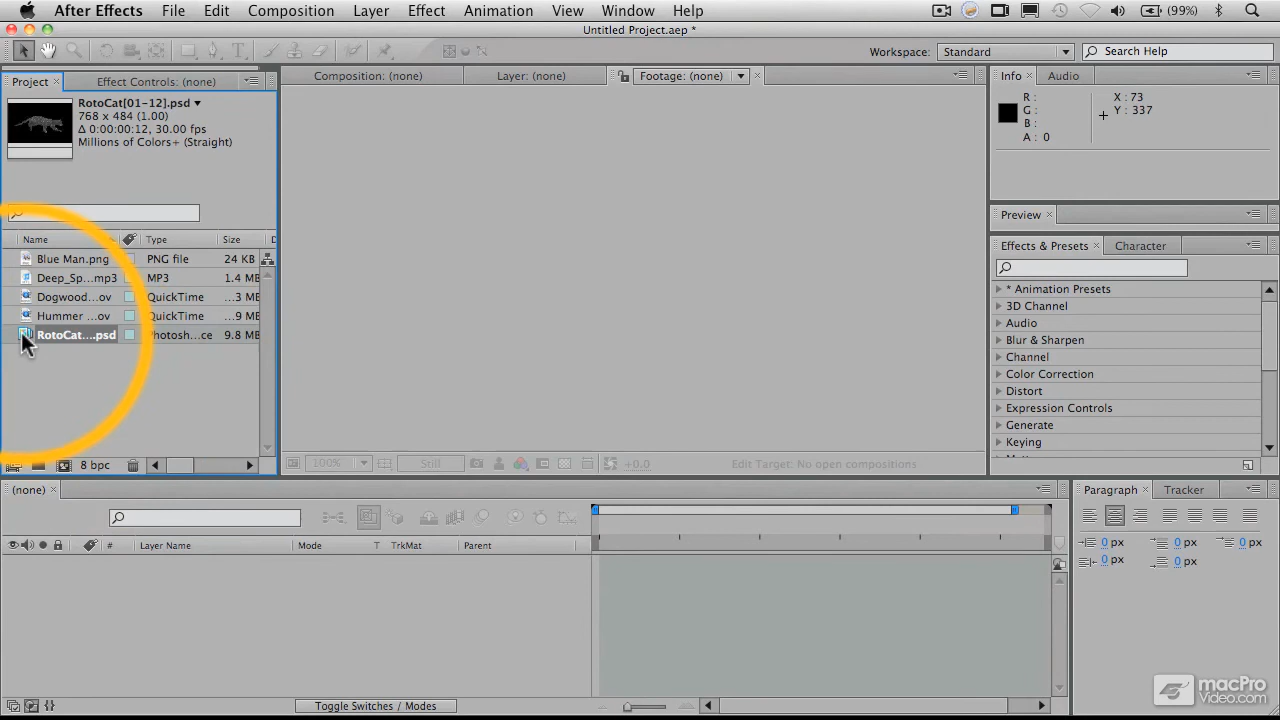 After Effects File Edit Composition Layer Effect Animation View Window Help (99%)
Untitled Project.aep *
Workspace: Standard Search Help
Project × Effect Controls: (none)
RotoCat[01-12].psd
768 x 484 (1.00)
Δ 0:00:00:12, 30.00 fps
Millions of Colors+ (Straight)
Name Type Size D
Blue Man.png PNG file 24 KB
Deep_Sp...mp3 MP3 1.4 MB
Dogwood...ov QuickTime ...3 MB
Hummer ...ov QuickTime ...9 MB
RotoCat....psd Photosh...ce 9.8 MB
8 bpc
Composition: (none) Layer: (none) Footage: (none) ×
100% Still +0.0 Edit Target: No open compositions
Info × Audio
R : X : 73
G : Y : 337
B :
A : 0
Preview ×
Effects & Presets × Character
* Animation Presets
3D Channel
Audio
Blur & Sharpen
Channel
Color Correction
Distort
Expression Controls
Generate
Keying
(none) ×
# Layer Name Mode T TrkMat Parent
Toggle Switches / Modes
Paragraph × Tracker
0 px 0 px 0 px
0 px 0 px
macPro
Video.com